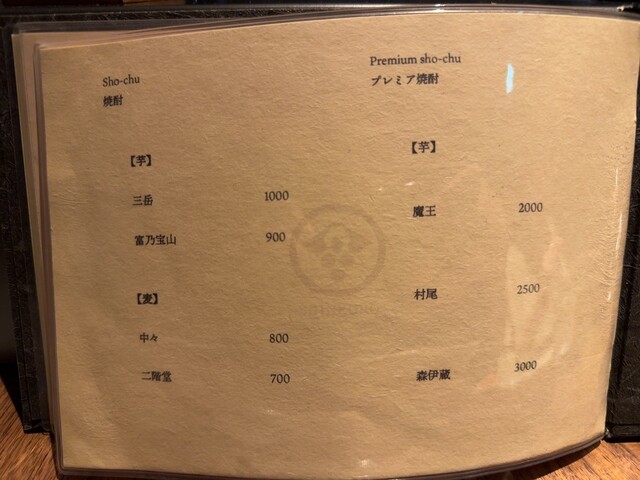 Sho-chu
焼酎
【芋】
三岳 1000
富乃宝山 900
【麦】
中々 800
二階堂 700
Premium sho-chu
プレミア焼酎
【芋】
魔王 2000
村尾 2500
森伊蔵 3000